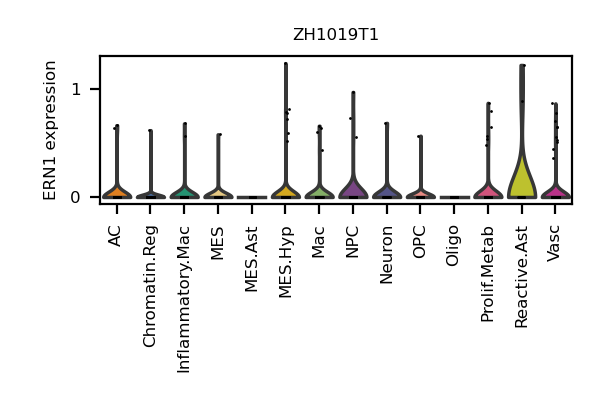 ZH1019T1
ERN1 expression
1
0
AC
Chromatin.Reg
Inflammatory.Mac
MES
MES.Ast
MES.Hyp
Mac
NPC
Neuron
OPC
Oligo
Prolif.Metab
Reactive.Ast
Vasc